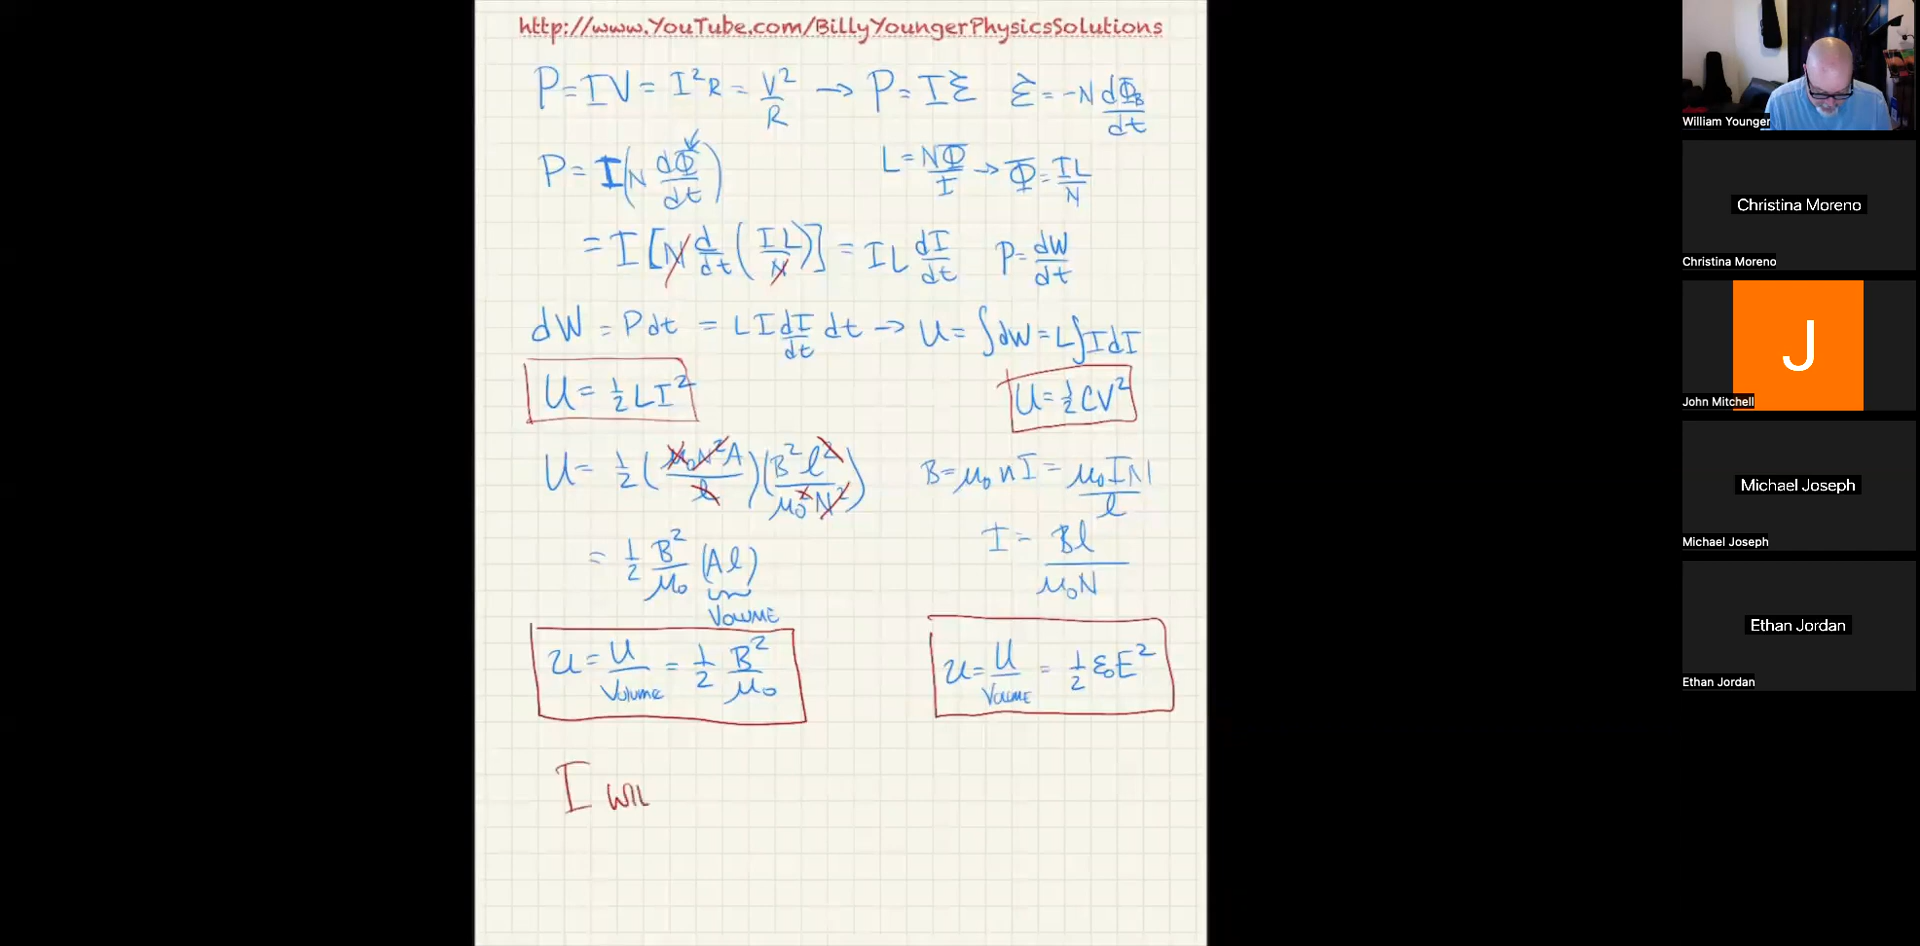 http://www.YouTube.com/BillyYoungerPhysicsSolutions
P = IV = I²R = V²/R → P = Iℰ   ℰ = -N dΦ_B/dt
P = I(N dΦ/dt)   L = NΦ/I → Φ = IL/N
= I [N d/dt (IL/N)] = IL dI/dt   P = dW/dt
dW = Pdt = LI dI/dt dt → U = ∫dW = L∫IdI
U = ½LI²   U = ½CV²
U = ½ (μ₀N²A/l)(B²l²/μ₀²N²)   B = μ₀nI = μ₀IN/l
= ½ B²/μ₀ (Al)   I = Bl/μ₀N
VOLUME
u = U/Volume = ½ B²/μ₀   u = U/VOLUME = ½ε₀E²
I WIL
William Younger
Christina Moreno
Christina Moreno
J
John Mitchell
Michael Joseph
Michael Joseph
Ethan Jordan
Ethan Jordan